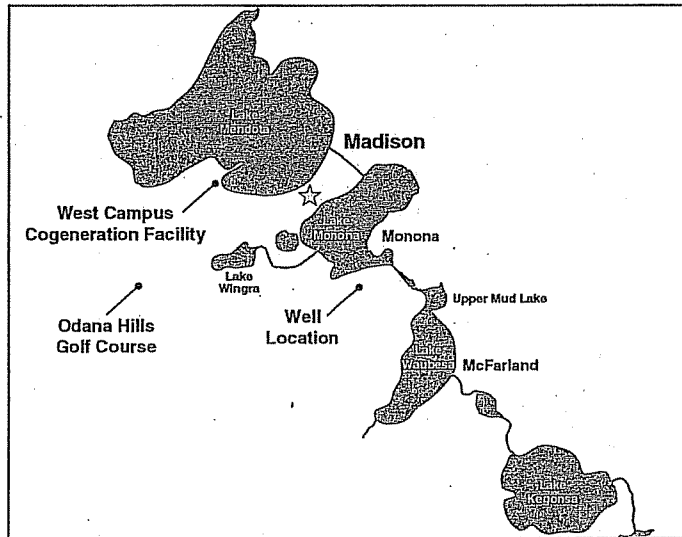 Lake
Mendota
Madison
West Campus
Cogeneration Facility
Lake
Monona
Monona
Lake
Wingra
Upper Mud Lake
Well
Location
Odana Hills
Golf Course
Lake
Waubesa
McFarland
Lake
Kegonsa